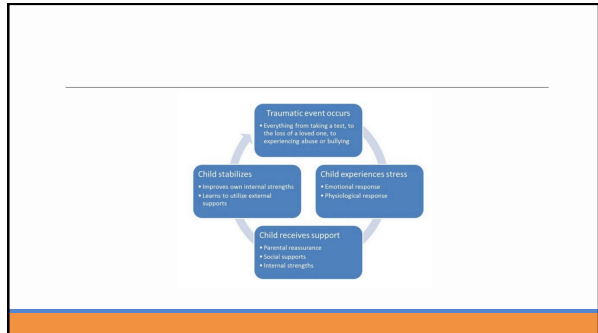 Traumatic event occurs
• Everything from taking a test, to
the loss of a loved one, to
experiencing abuse or bullying
Child experiences stress
• Emotional response
• Physiological response
Child receives support
• Parental reassurance
• Social supports
• Internal strengths
Child stabilizes
• Improves own internal strengths
• Learns to utilize external
supports